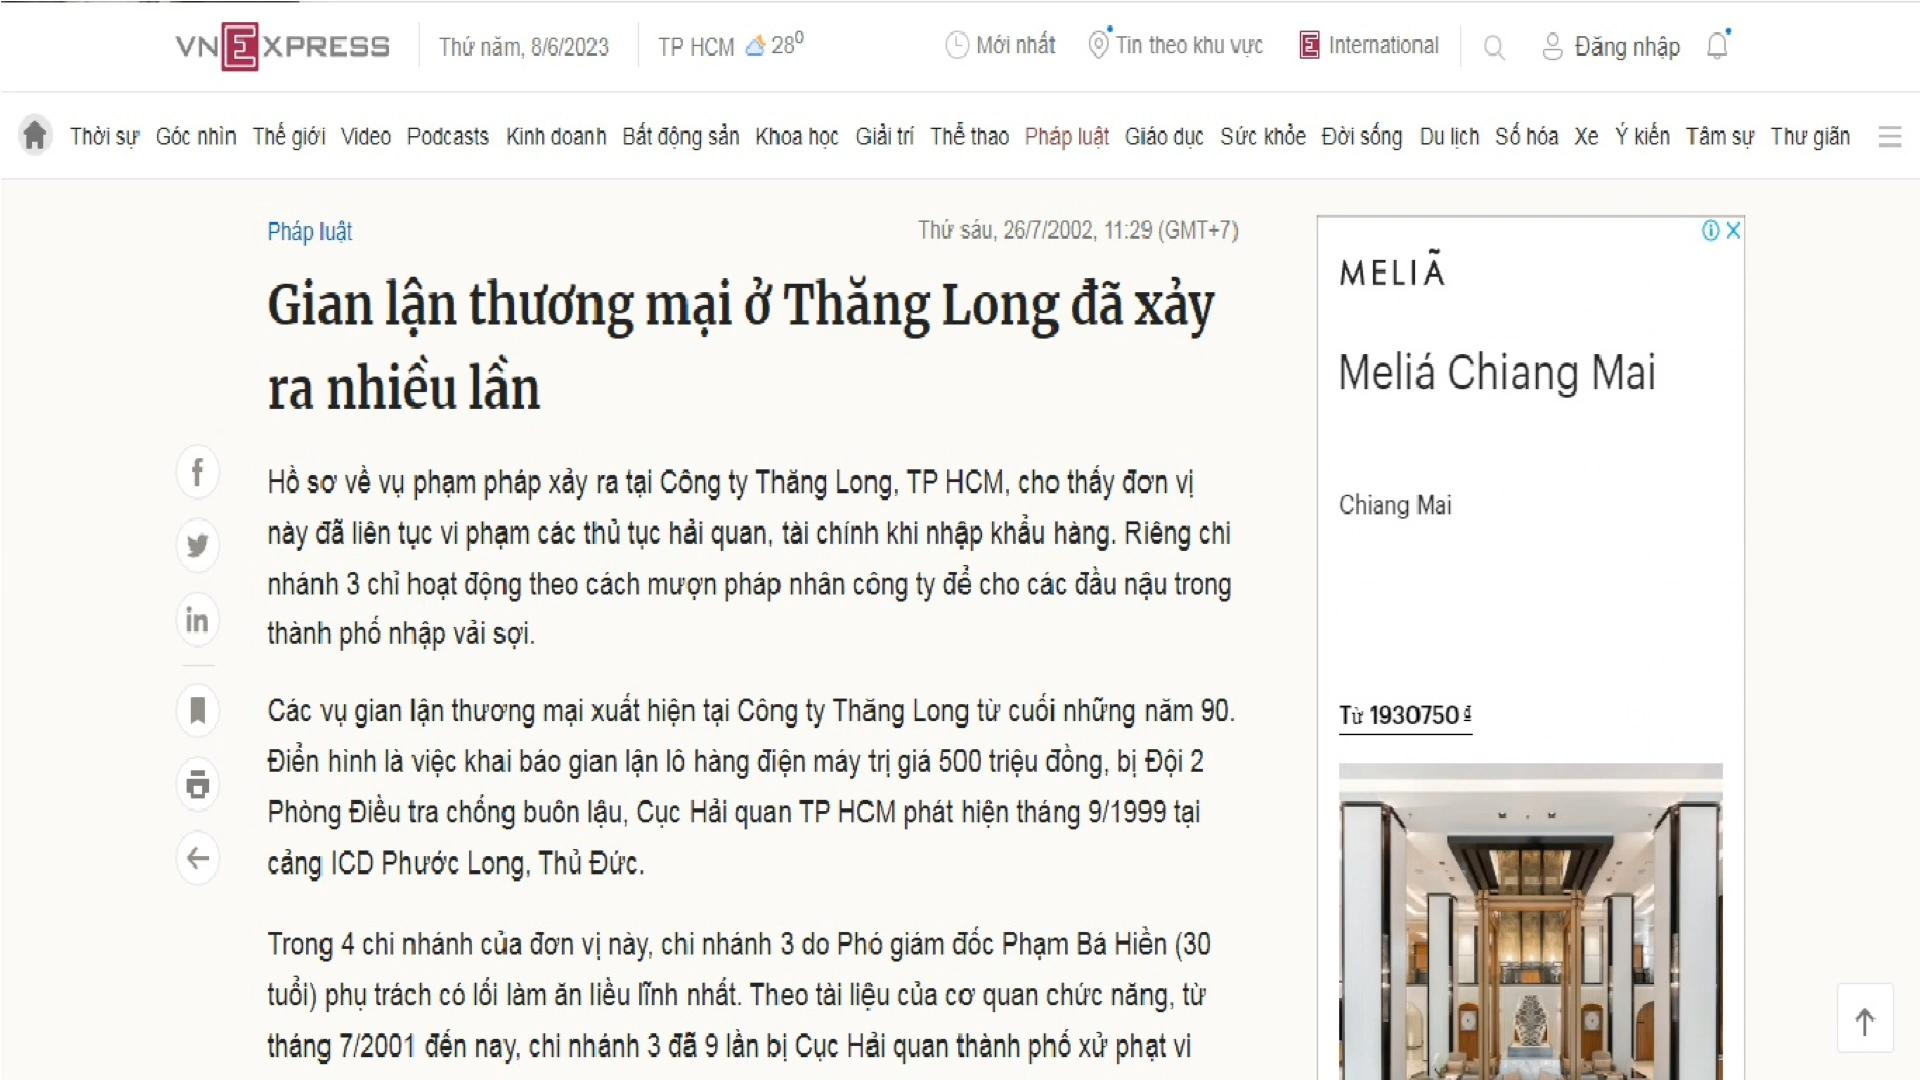 VNEXPRESS Thứ năm, 8/6/2023 TP HCM 28⁰ Mới nhất Tin theo khu vực E International Đăng nhập
Thời sự Góc nhìn Thế giới Video Podcasts Kinh doanh Bất động sản Khoa học Giải trí Thể thao Pháp luật Giáo dục Sức khỏe Đời sống Du lịch Số hóa Xe Ý kiến Tâm sự Thư giãn
Pháp luật Thứ sáu, 26/7/2002, 11:29 (GMT+7)
Gian lận thương mại ở Thăng Long đã xảy
ra nhiều lần
Hồ sơ về vụ phạm pháp xảy ra tại Công ty Thăng Long, TP HCM, cho thấy đơn vị
này đã liên tục vi phạm các thủ tục hải quan, tài chính khi nhập khẩu hàng. Riêng chi
nhánh 3 chỉ hoạt động theo cách mượn pháp nhân công ty để cho các đầu nậu trong
thành phố nhập vải sợi.
Các vụ gian lận thương mại xuất hiện tại Công ty Thăng Long từ cuối những năm 90.
Điển hình là việc khai báo gian lận lô hàng điện máy trị giá 500 triệu đồng, bị Đội 2
Phòng Điều tra chống buôn lậu, Cục Hải quan TP HCM phát hiện tháng 9/1999 tại
cảng ICD Phước Long, Thủ Đức.
Trong 4 chi nhánh của đơn vị này, chi nhánh 3 do Phó giám đốc Phạm Bá Hiền (30
tuổi) phụ trách có lối làm ăn liều lĩnh nhất. Theo tài liệu của cơ quan chức năng, từ
tháng 7/2001 đến nay, chi nhánh 3 đã 9 lần bị Cục Hải quan thành phố xử phạt vi
MELIÃ
Meliá Chiang Mai
Chiang Mai
Từ 1930750₫